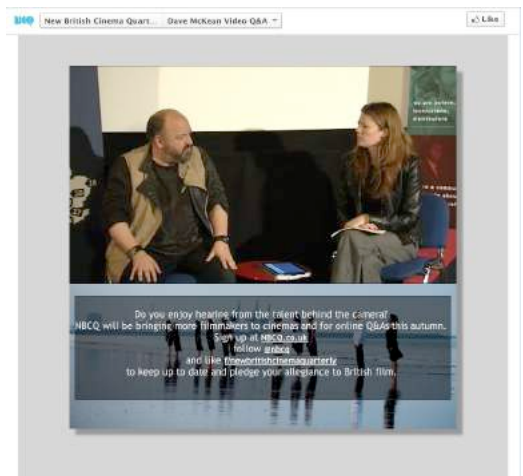 NBCQ New British Cinema Quart... Dave McKean Video Q&A
Like
Do you enjoy hearing from the talent behind the camera?
NBCQ will be bringing more filmmakers to cinemas and for online Q&As this autumn.
Sign up at NBCQ.co.uk
follow @nbcq
and like f/newbritishcinemaquarterly
to keep up to date and pledge your allegiance to British film.